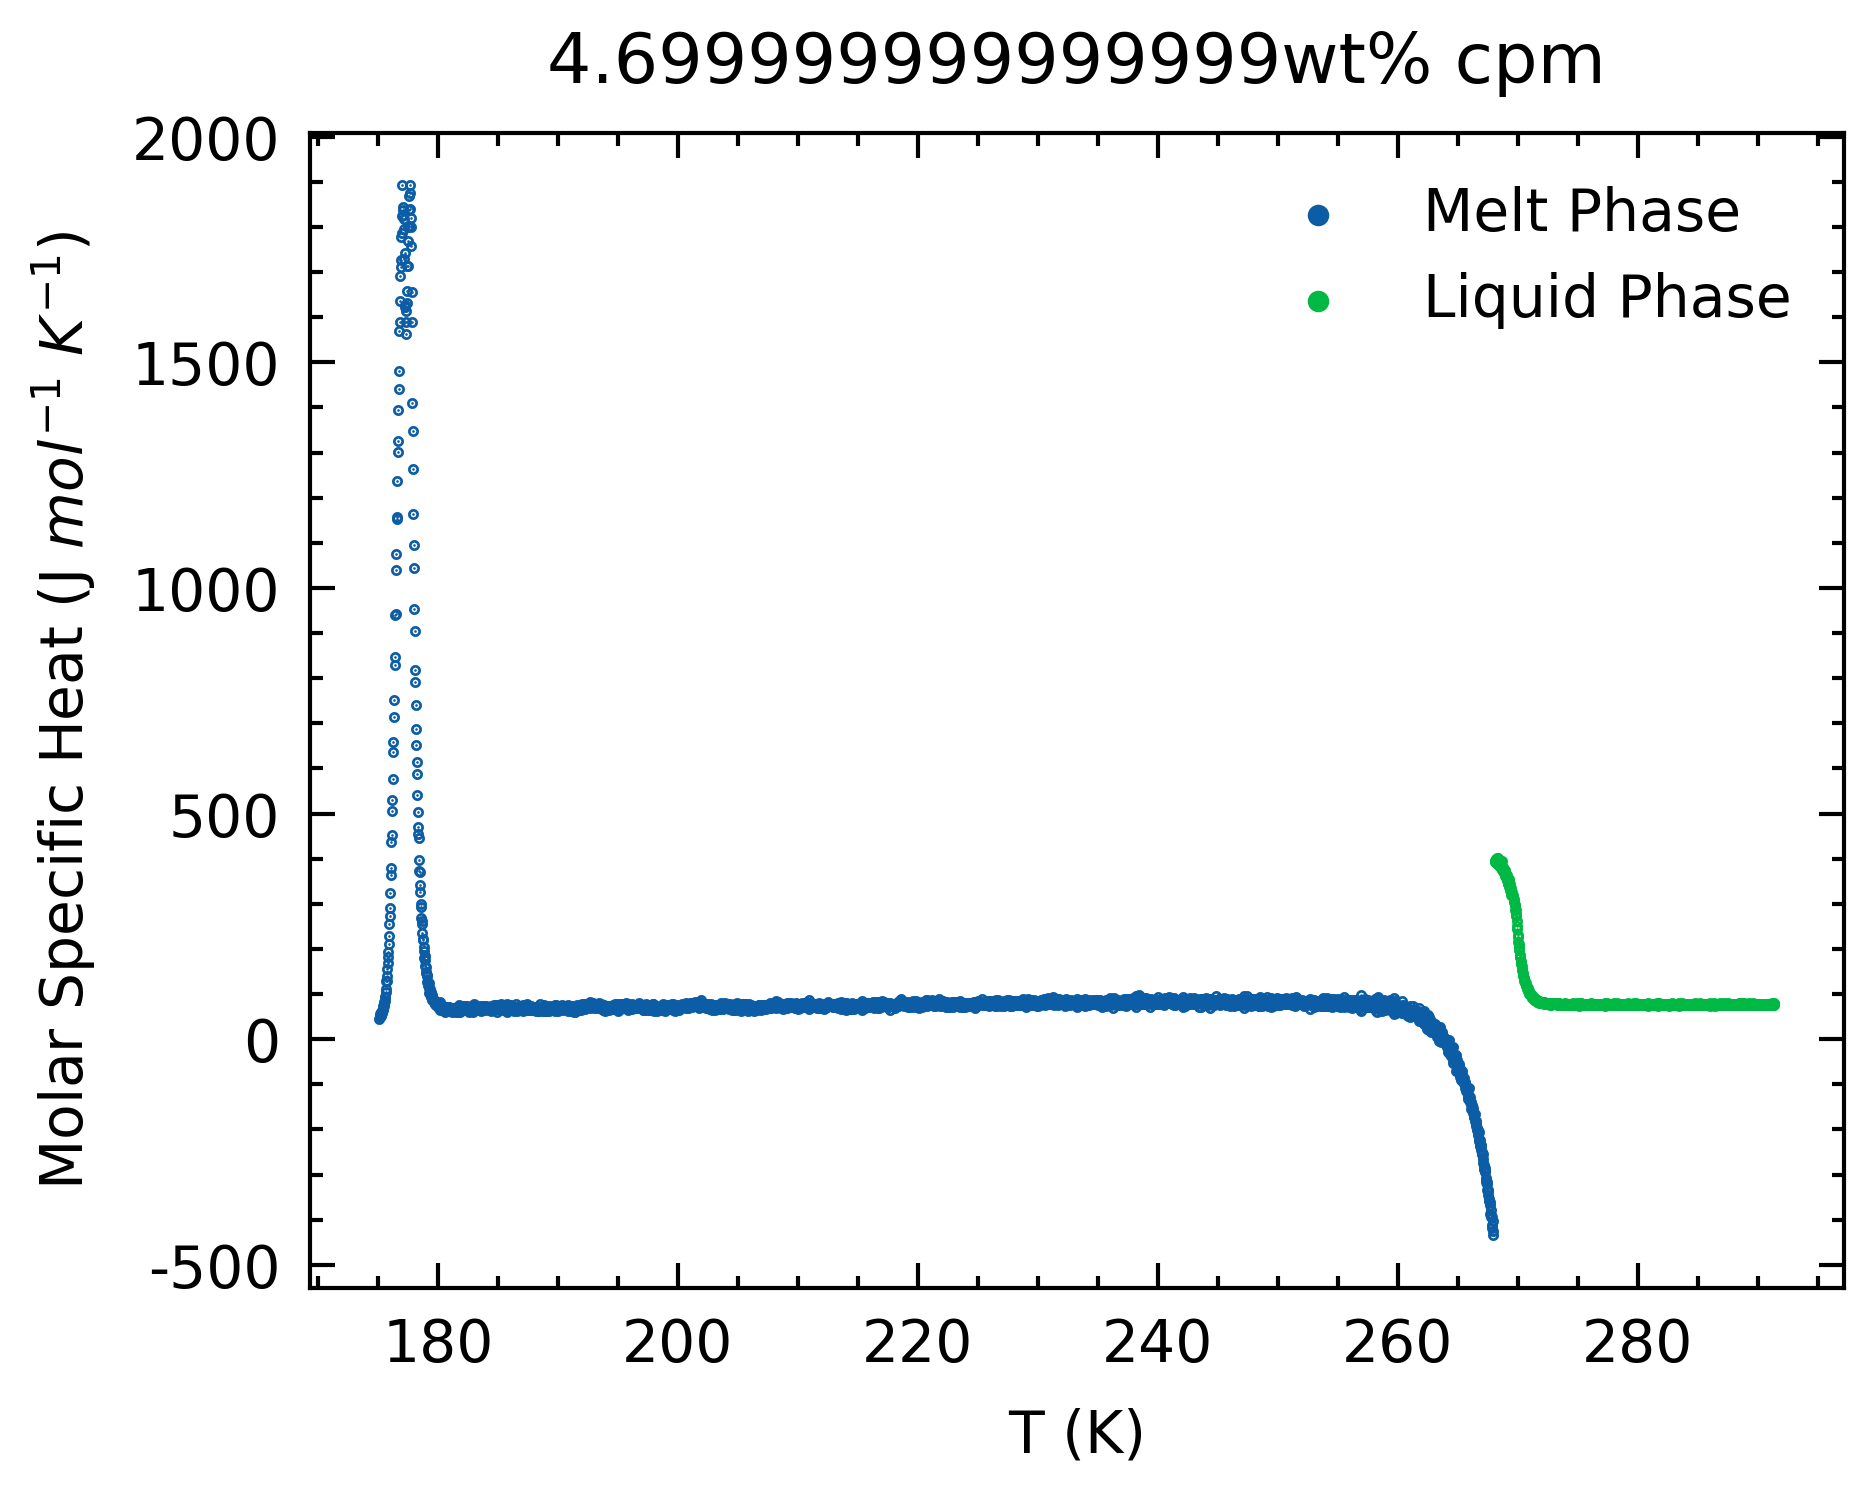 4.699999999999999wt% cpm
Molar Specific Heat (J mol⁻¹ K⁻¹)
2000
1500
1000
500
0
-500
Melt Phase
Liquid Phase
180 200 220 240 260 280
T (K)